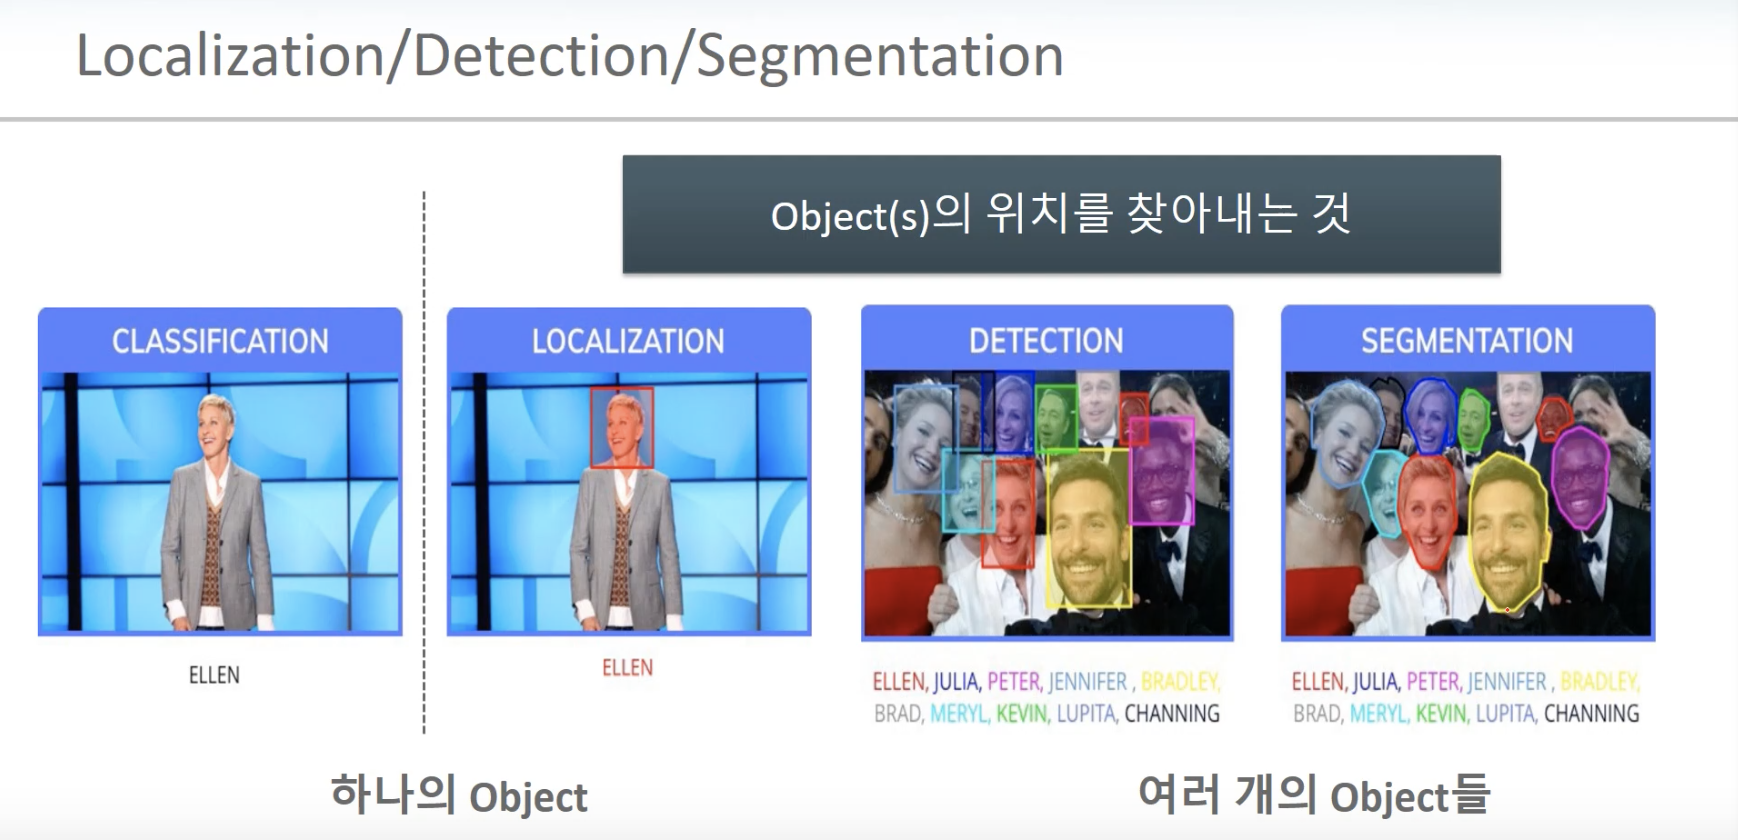 Localization/Detection/Segmentation
Object(s)의 위치를 찾아내는 것
CLASSIFICATION
LOCALIZATION
DETECTION
SEGMENTATION
ELLEN
ELLEN
ELLEN, JULIA, PETER, JENNIFER , BRADLEY,
BRAD, MERYL, KEVIN, LUPITA, CHANNING
ELLEN, JULIA, PETER, JENNIFER , BRADLEY,
BRAD, MERYL, KEVIN, LUPITA, CHANNING
하나의 Object
여러 개의 Object들